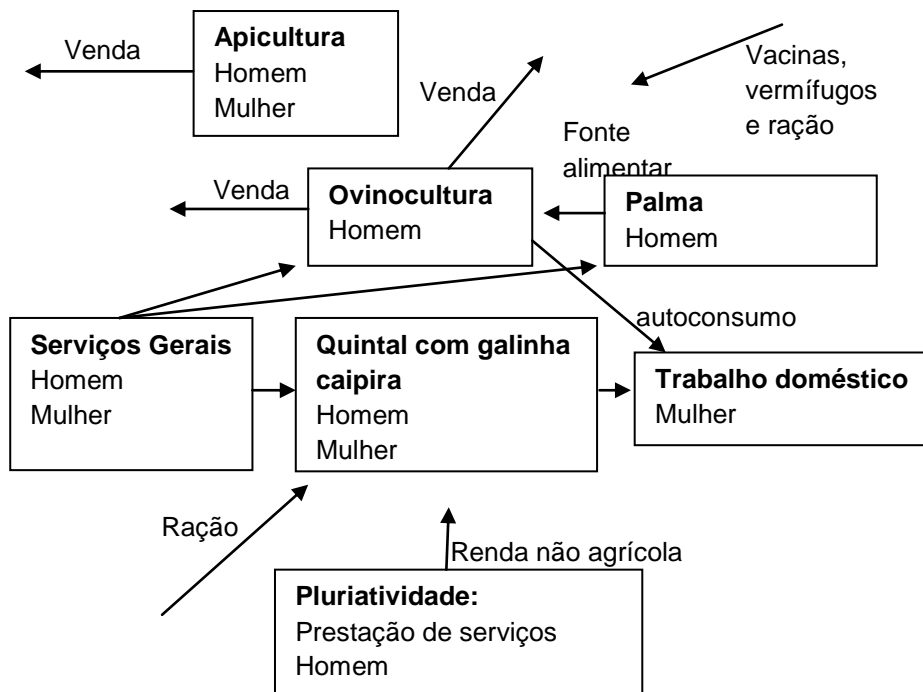 Venda
Apicultura
Homem
Mulher
Venda
Vacinas,
vermífugos
e ração
Fonte
alimentar
Venda
Ovinocultura
Homem
Palma
Homem
autoconsumo
Serviços Gerais
Homem
Mulher
Quintal com galinha
caipira
Homem
Mulher
Trabalho doméstico
Mulher
Ração
Renda não agrícola
Pluriatividade:
Prestação de serviços
Homem